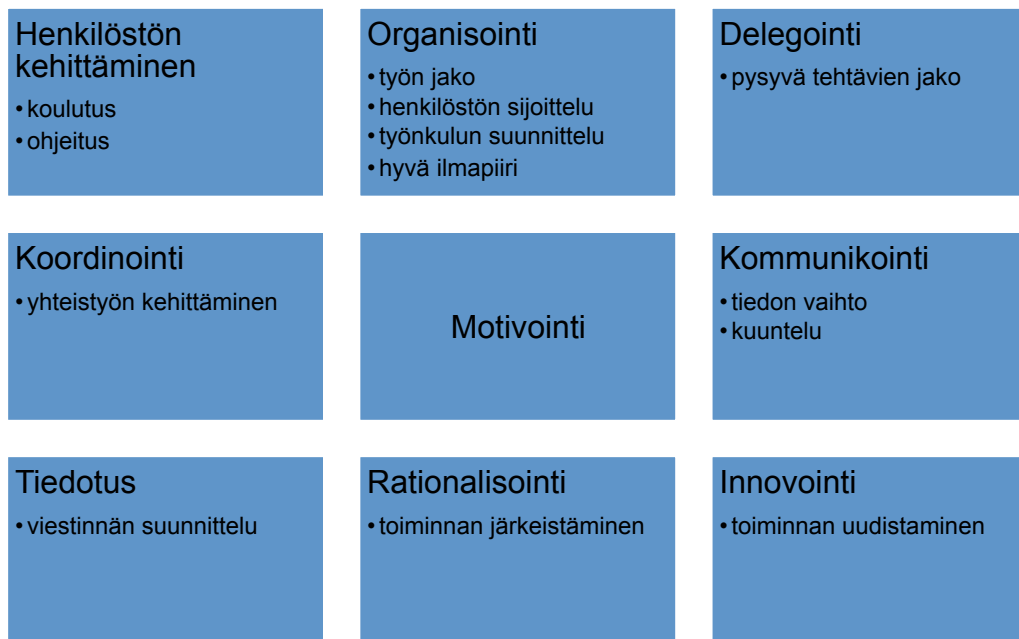 Henkilöstön
kehittäminen
• koulutus
• ohjeitus
Organisointi
• työn jako
• henkilöstön sijoittelu
• työnkulun suunnittelu
• hyvä ilmapiiri
Delegointi
• pysyvä tehtävien jako
Koordinointi
• yhteistyön kehittäminen
Motivointi
Kommunikointi
• tiedon vaihto
• kuuntelu
Tiedotus
• viestinnän suunnittelu
Rationalisointi
• toiminnan järkeistäminen
Innovointi
• toiminnan uudistaminen